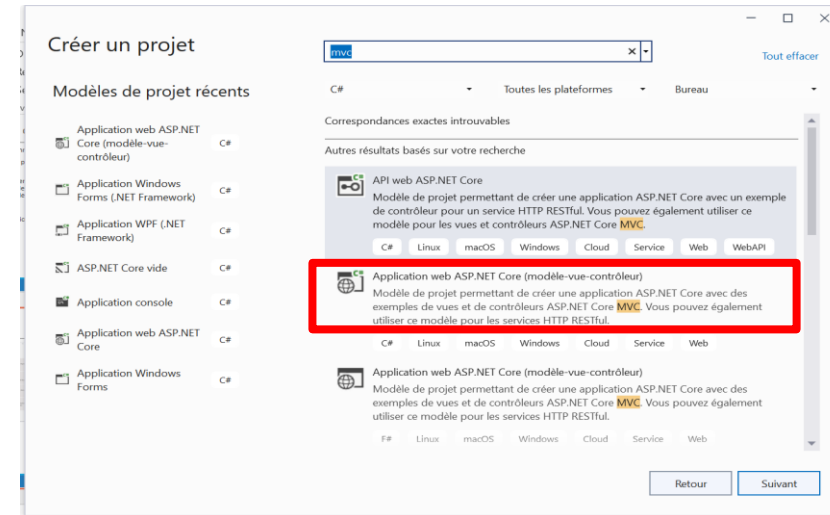 Créer un projet
mvc
Tout effacer
Modèles de projet récents
C#
Toutes les plateformes
Bureau
Application web ASP.NET
Core (modèle-vue-
contrôleur)
C#
Application Windows
Forms (.NET Framework)
C#
Application WPF (.NET
Framework)
C#
ASP.NET Core vide
C#
Application console
C#
Application web ASP.NET
Core
C#
Application Windows
Forms
C#
Correspondances exactes introuvables
Autres résultats basés sur votre recherche
API web ASP.NET Core
Modèle de projet permettant de créer une application ASP.NET Core avec un exemple
de contrôleur pour un service HTTP RESTful. Vous pouvez également utiliser ce
modèle pour les vues et contrôleurs ASP.NET Core MVC.
C# Linux macOS Windows Cloud Service Web WebAPI
Application web ASP.NET Core (modèle-vue-contrôleur)
Modèle de projet permettant de créer une application ASP.NET Core avec des
exemples de vues et de contrôleurs ASP.NET Core MVC. Vous pouvez également
utiliser ce modèle pour les services HTTP RESTful.
C# Linux macOS Windows Cloud Service Web
Application web ASP.NET Core (modèle-vue-contrôleur)
Modèle de projet permettant de créer une application ASP.NET Core avec des
exemples de vues et de contrôleurs ASP.NET Core MVC. Vous pouvez également
utiliser ce modèle pour les services HTTP RESTful.
F# Linux macOS Windows Cloud Service Web
Retour
Suivant